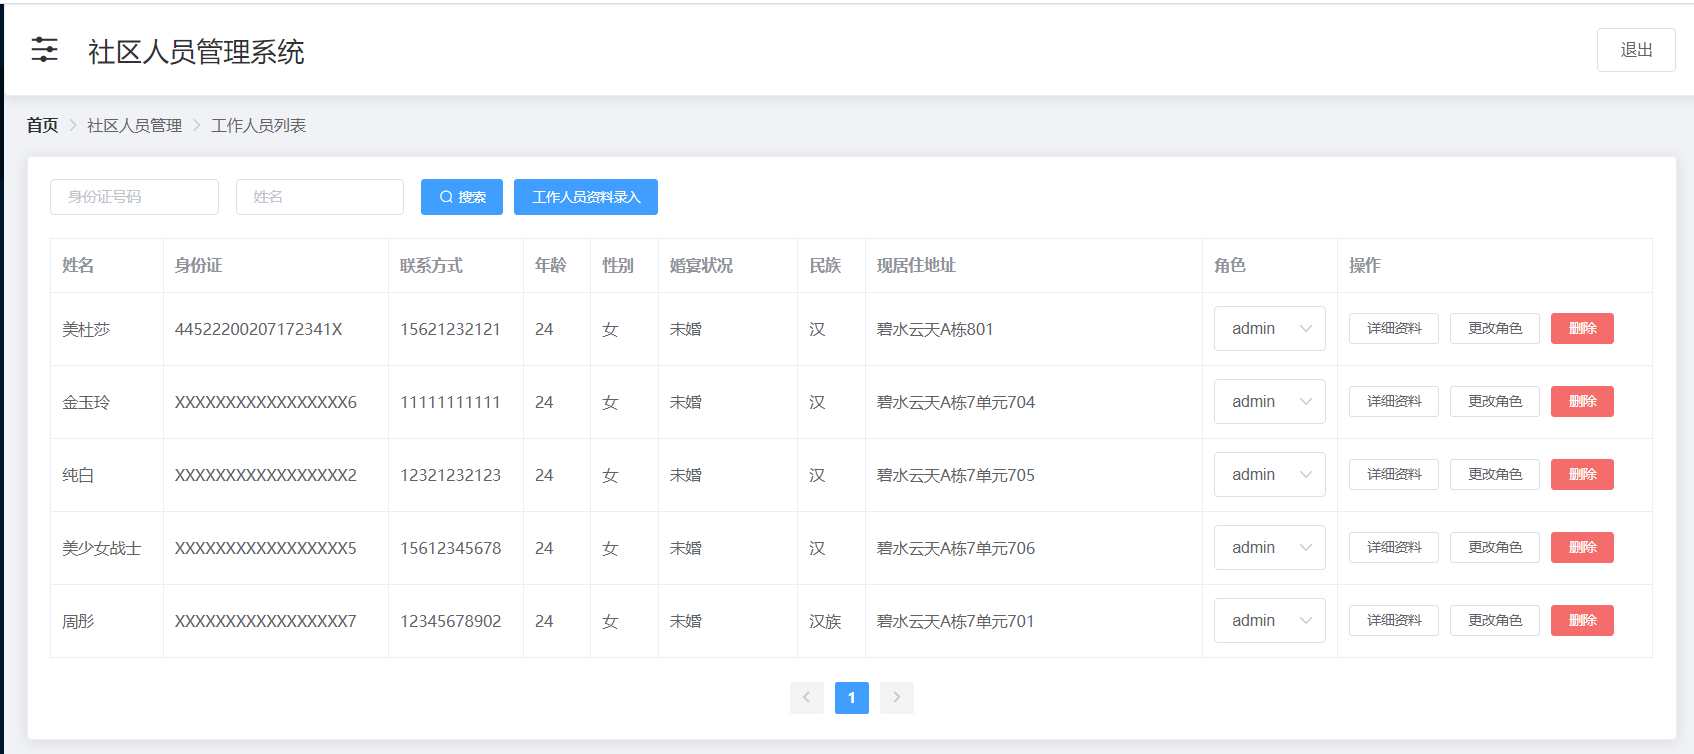 社区人员管理系统
退出
首页 > 社区人员管理 > 工作人员列表
身份证号码 姓名 搜索 工作人员资料录入
姓名 身份证 联系方式 年龄 性别 婚宴状况 民族 现居住地址 角色 操作
美杜莎 44522200207172341X 15621232121 24 女 未婚 汉 碧水云天A栋801 admin 详细资料 更改角色 删除
金玉玲 XXXXXXXXXXXXXXXXX6 11111111111 24 女 未婚 汉 碧水云天A栋7单元704 admin 详细资料 更改角色 删除
纯白 XXXXXXXXXXXXXXXXX2 12321232123 24 女 未婚 汉 碧水云天A栋7单元705 admin 详细资料 更改角色 删除
美少女战士 XXXXXXXXXXXXXXXXX5 15612345678 24 女 未婚 汉 碧水云天A栋7单元706 admin 详细资料 更改角色 删除
周彤 XXXXXXXXXXXXXXXXX7 12345678902 24 女 未婚 汉族 碧水云天A栋7单元701 admin 详细资料 更改角色 删除
1